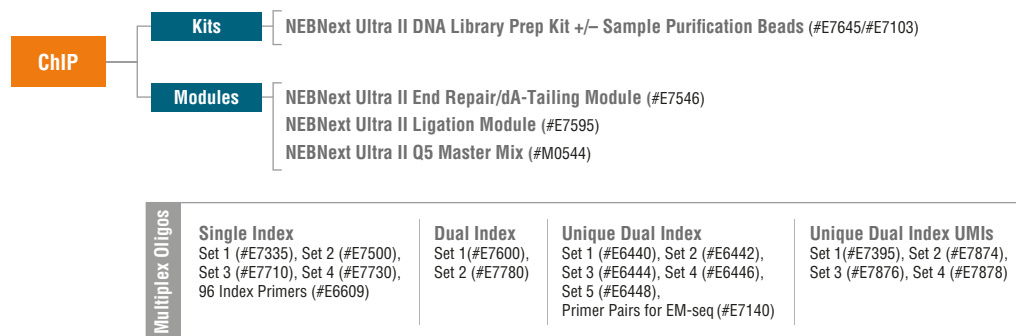 ChIP
Kits
NEBNext Ultra II DNA Library Prep Kit +/– Sample Purification Beads (#E7645/#E7103)
Modules
NEBNext Ultra II End Repair/dA-Tailing Module (#E7546)
NEBNext Ultra II Ligation Module (#E7595)
NEBNext Ultra II Q5 Master Mix (#M0544)
Multiplex Oligos
Single Index
Set 1 (#E7335), Set 2 (#E7500),
Set 3 (#E7710), Set 4 (#E7730),
96 Index Primers (#E6609)
Dual Index
Set 1(#E7600),
Set 2 (#E7780)
Unique Dual Index
Set 1 (#E6440), Set 2 (#E6442),
Set 3 (#E6444), Set 4 (#E6446),
Set 5 (#E6448),
Primer Pairs for EM-seq (#E7140)
Unique Dual Index UMIs
Set 1(#E7395), Set 2 (#E7874),
Set 3 (#E7876), Set 4 (#E7878)